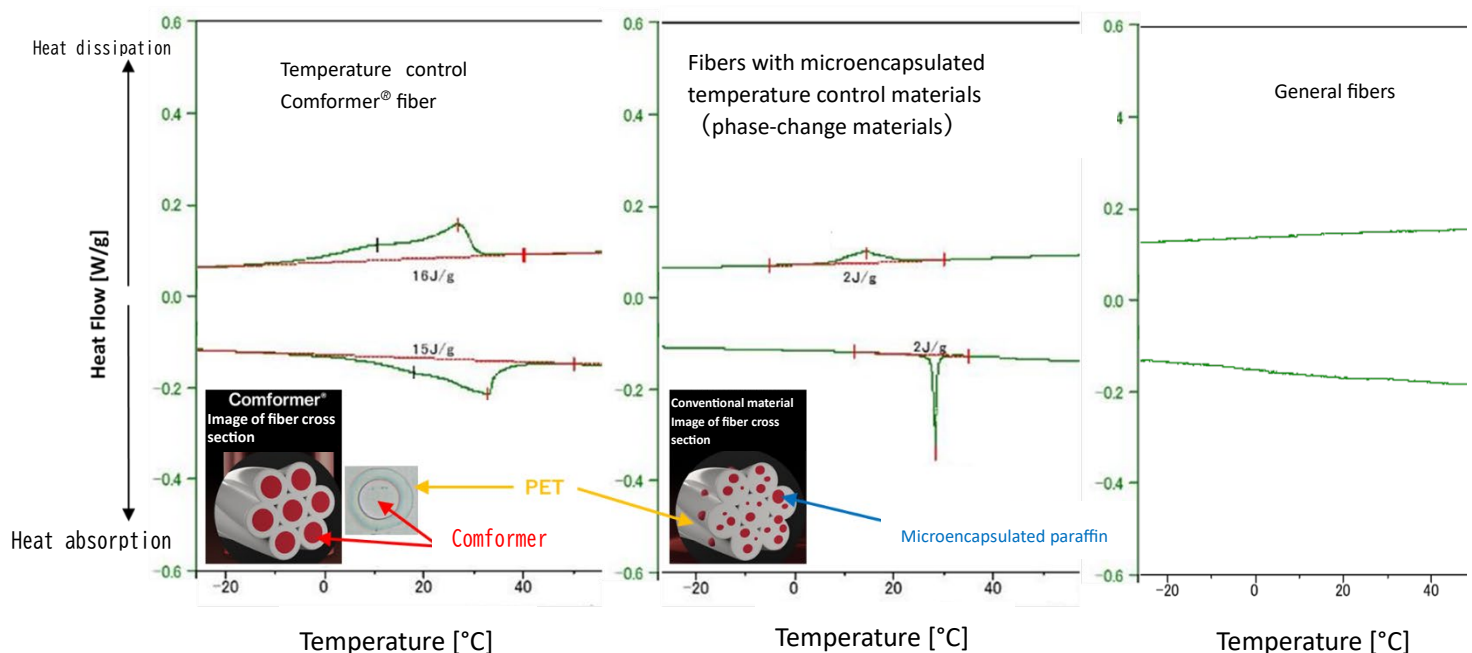 Heat dissipation
Heat Flow [W/g]
Heat absorption
0.6
0.4
0.2
0.0
-0.2
-0.4
-0.6
Temperature control
Comformer® fiber
16J/g
15J/g
Comformer®
Image of fiber cross
section
PET
Comformer
-20
0
20
40
Temperature [°C]
0.6
0.4
0.2
0.0
-0.2
-0.4
-0.6
Fibers with microencapsulated
temperature control materials
（phase-change materials）
2J/g
2J/g
Conventional material
Image of fiber cross
section
Microencapsulated paraffin
-20
0
20
40
Temperature [°C]
0.6
0.4
0.2
0.0
-0.2
-0.4
-0.6
General fibers
-20
0
20
40
Temperature [°C]